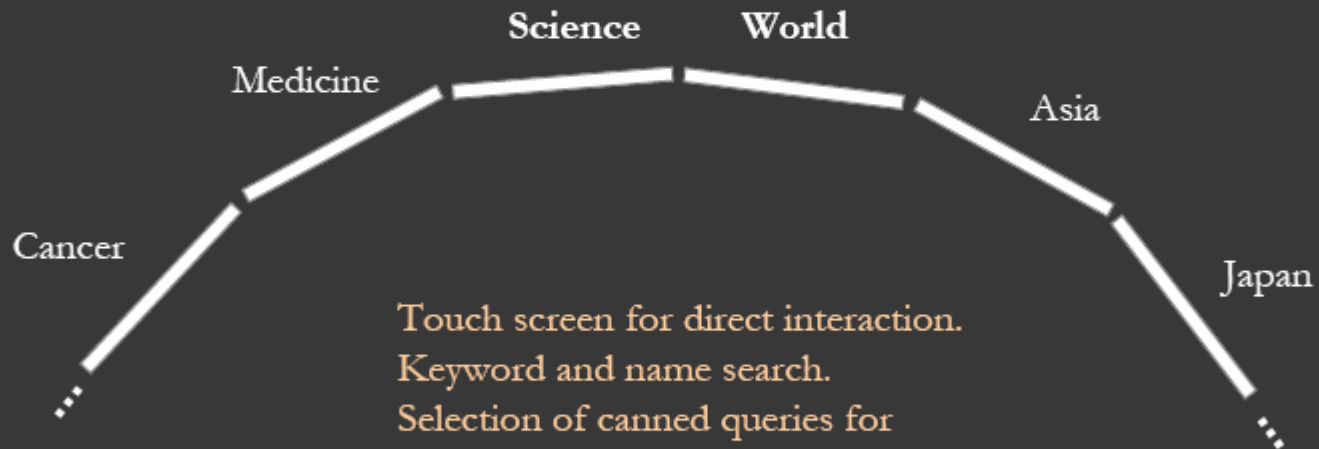 Science World
Medicine
Asia
Cancer
Japan
Touch screen for direct interaction.
Keyword and name search.
Selection of canned queries for